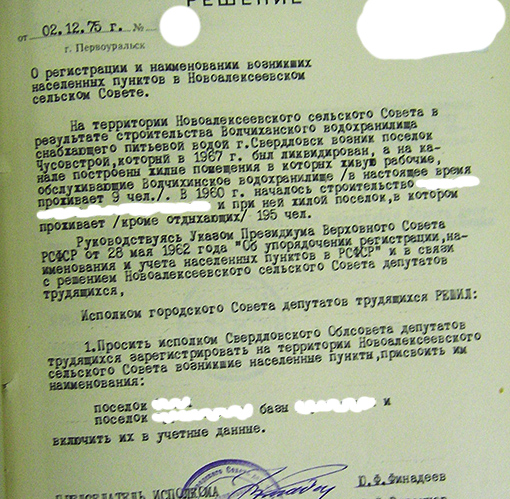 РЕШЕНИЕ
от 02.12.75 г. №
г. Первоуральск
О регистрации и наименовании возникших
населенных пунктов в Новоалексеевском
сельском Совете.
На территории Новоалексеевского сельского Совета в
результате строительства Волчиханского водохранилища
снабжающего питьевой водой г.Свердловск возник поселок
Чусовстрой,который в 1967 г. был ликвидирован, а на ка-
нале построены жилые помещения в которых живую рабочие,
обслуживающие Волчихинское водохранилище /в настоящее время
проживает 9 чел./. В 1960 г. началось строительство
и при ней жилой поселок,в котором
проживает /кроме отдыхающих/ 195 чел.
Руководствуясь Указом Президиума Верховного Совета
РСФСР от 28 мая 1962 года "Об упорядочении регистрации,на-
именования и учета населенных пунктов в РСФСР" и в связи
с решением Новоалексеевского сельского Совета депутатов
трудящихся,
Исполком городского Совета депутатов трудящихся РЕШИЛ:
1.Просить исполком Свердловского Облсовета депутатов
трудящихся зарегистрировать на территории Новоалексеевского
сельского Совета возникшие населенные пункты,присвоить им
наименования:
поселок
поселок базы и
включить их в учетные данные.
ПРЕДСЕДАТЕЛЬ ИСПОЛКОМА Ю.Ф.Финадеев